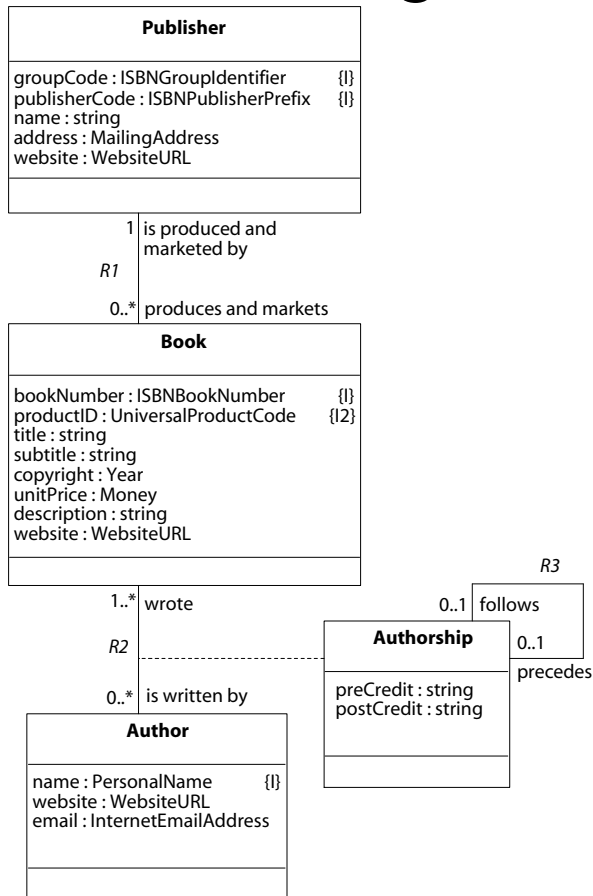 Publisher
groupCode : ISBNGroupIdentifier {I}
publisherCode : ISBNPublisherPrefix {I}
name : string
address : MailingAddress
website : WebsiteURL
1 is produced and
marketed by
R1
0..* produces and markets
Book
bookNumber : ISBNBookNumber {I}
productID : UniversalProductCode {I2}
title : string
subtitle : string
copyright : Year
unitPrice : Money
description : string
website : WebsiteURL
R3
1..* wrote
0..1 follows
R2
Authorship
0..1
precedes
preCredit : string
postCredit : string
0..* is written by
Author
name : PersonalName {I}
website : WebsiteURL
email : InternetEmailAddress